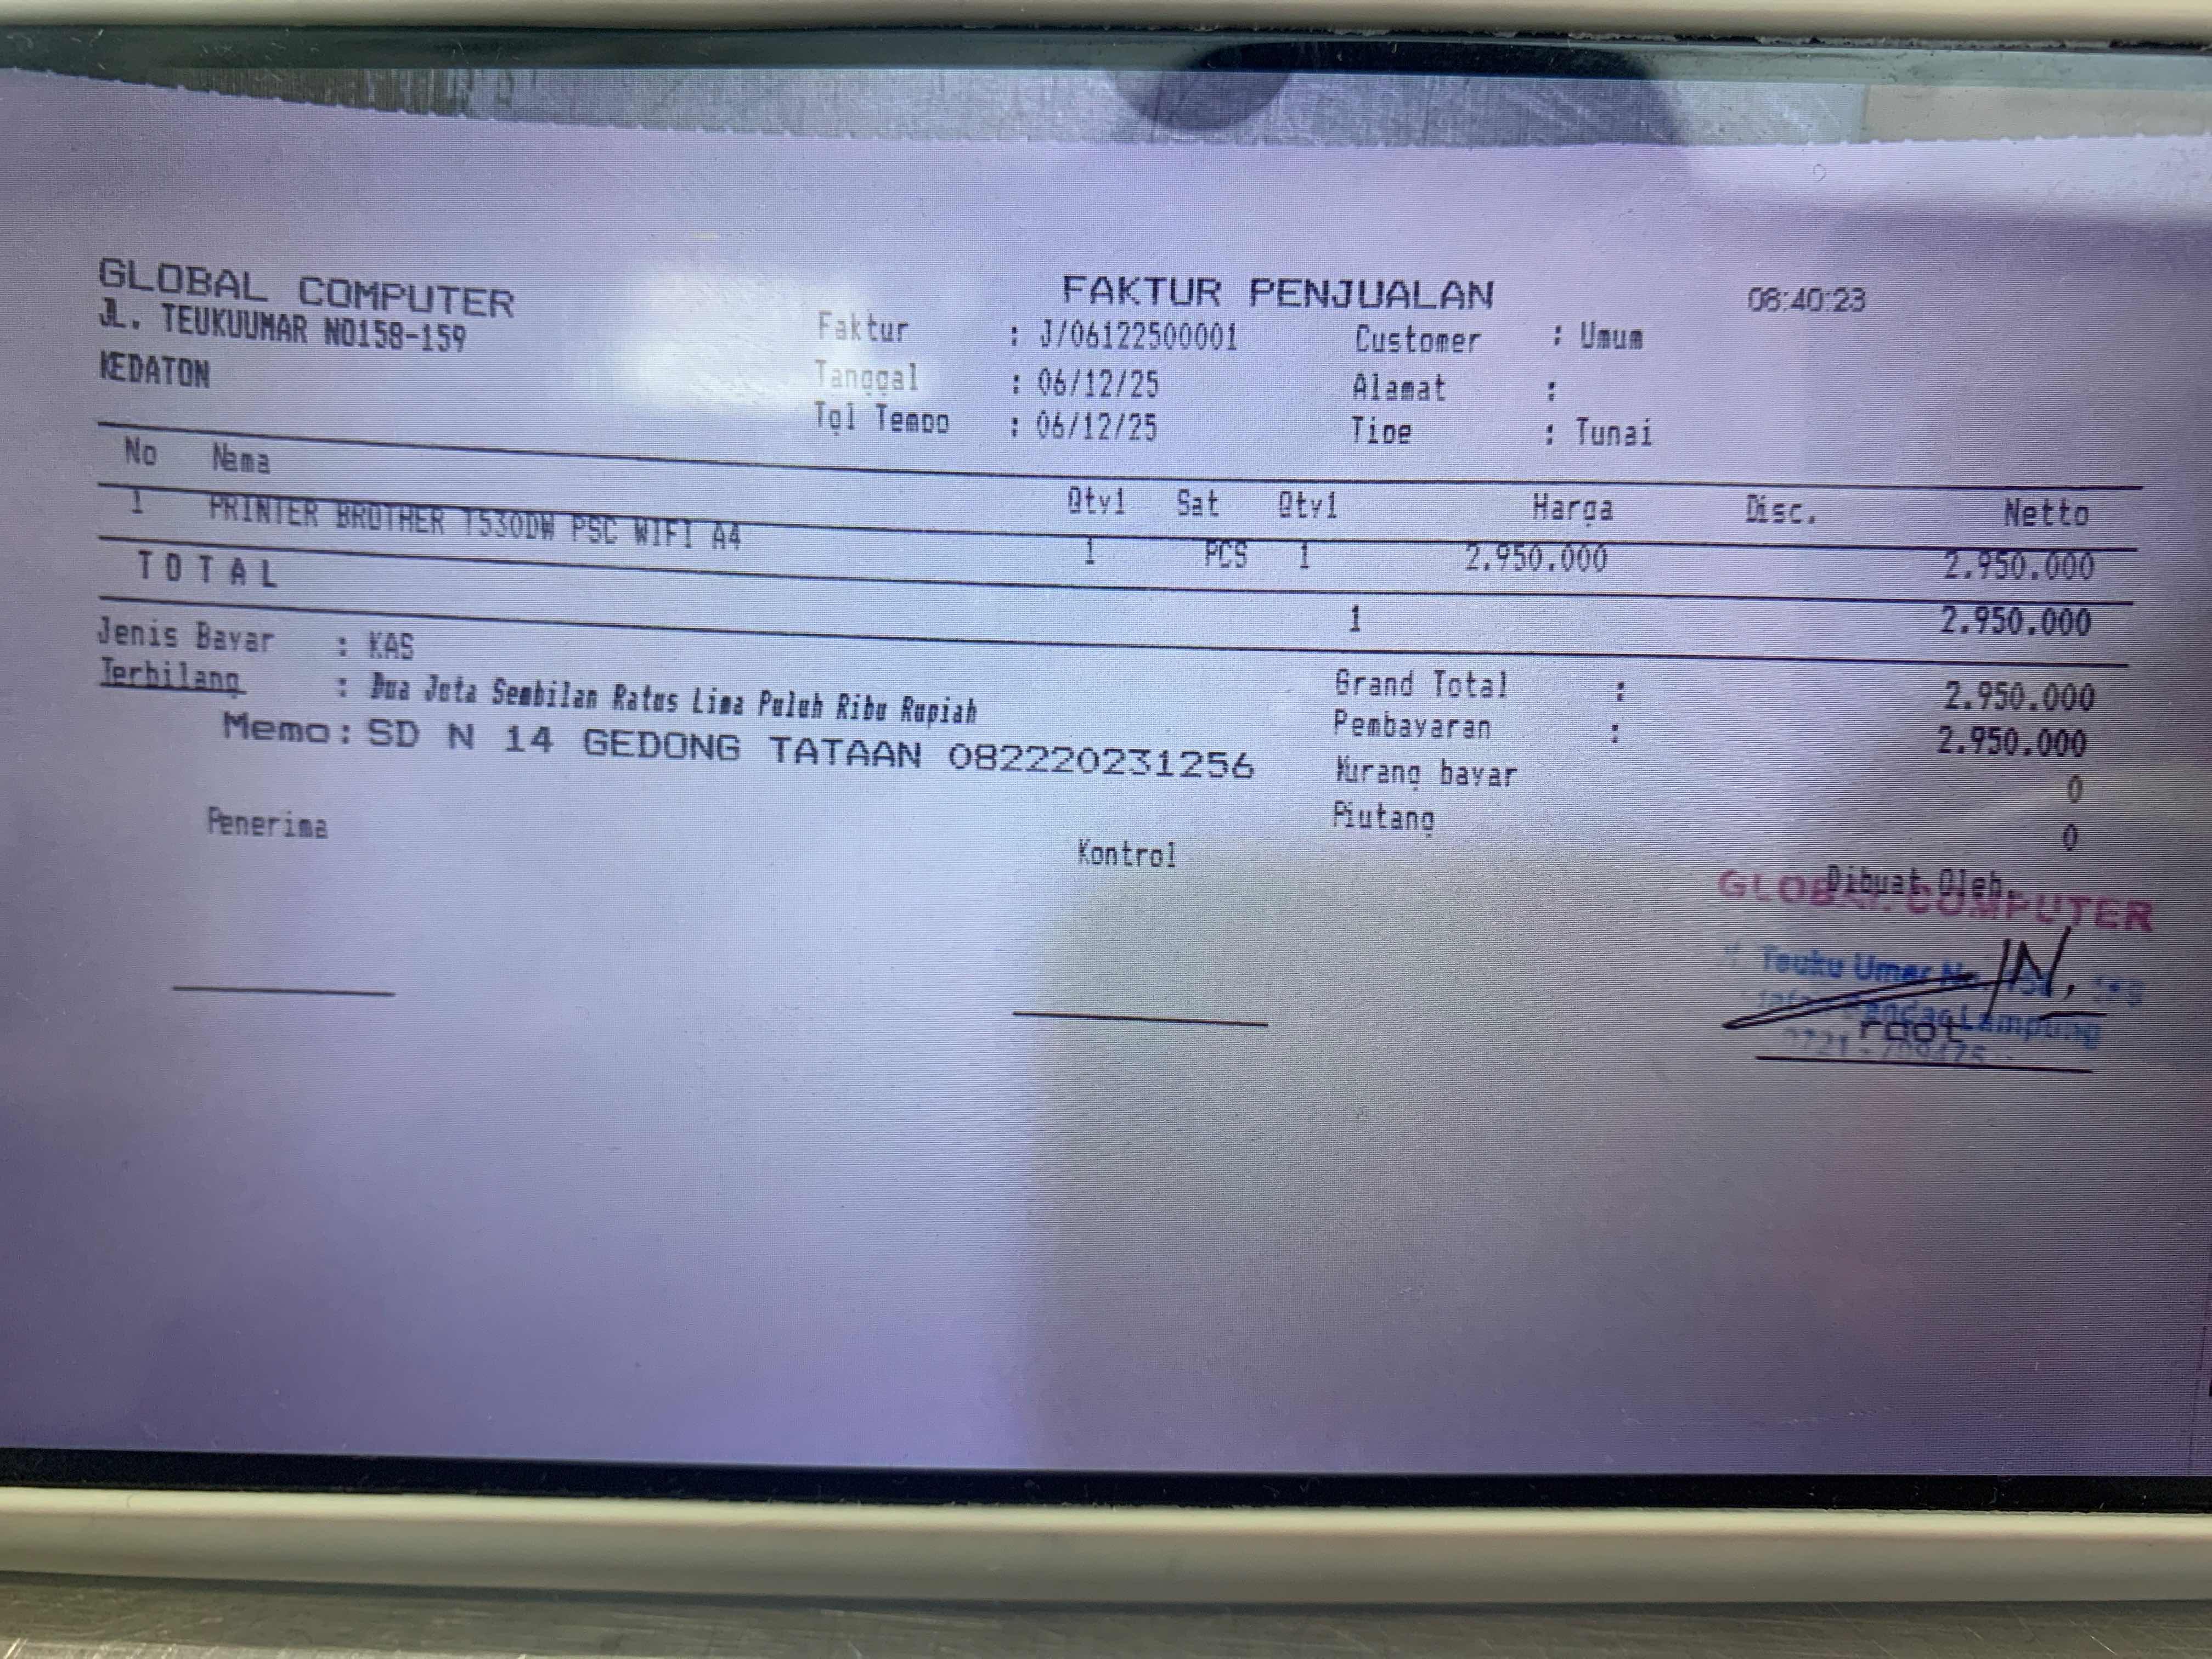 GLOBAL COMPUTER
JL. TEUKUUMAR NO158-159
KEDATON
FAKTUR PENJUALAN
08:40:23
Faktur : J/06122500001
Tanggal : 06/12/25
Tgl Tempo : 06/12/25
Customer : Umum
Alamat :
Tipe : Tunai
No Nama Qty1 Sat Qty1 Harga Disc. Netto
1 PRINTER BROTHER T530DW PSC WIFI A4 1 PCS 1 2.950.000 2.950.000
TOTAL 1 2.950.000
Jenis Bayar : KAS
Terbilang : Dua Juta Sembilan Ratus Lima Puluh Ribu Rupiah
Memo: SD N 14 GEDONG TATAAN 082220231256
Grand Total : 2.950.000
Pembayaran : 2.950.000
Kurang bayar 0
Piutang 0
Penerima
Kontrol
Dibuat Oleh,
GLOBAL COMPUTER
Teuku Umar No.
Bandar Lampung
root